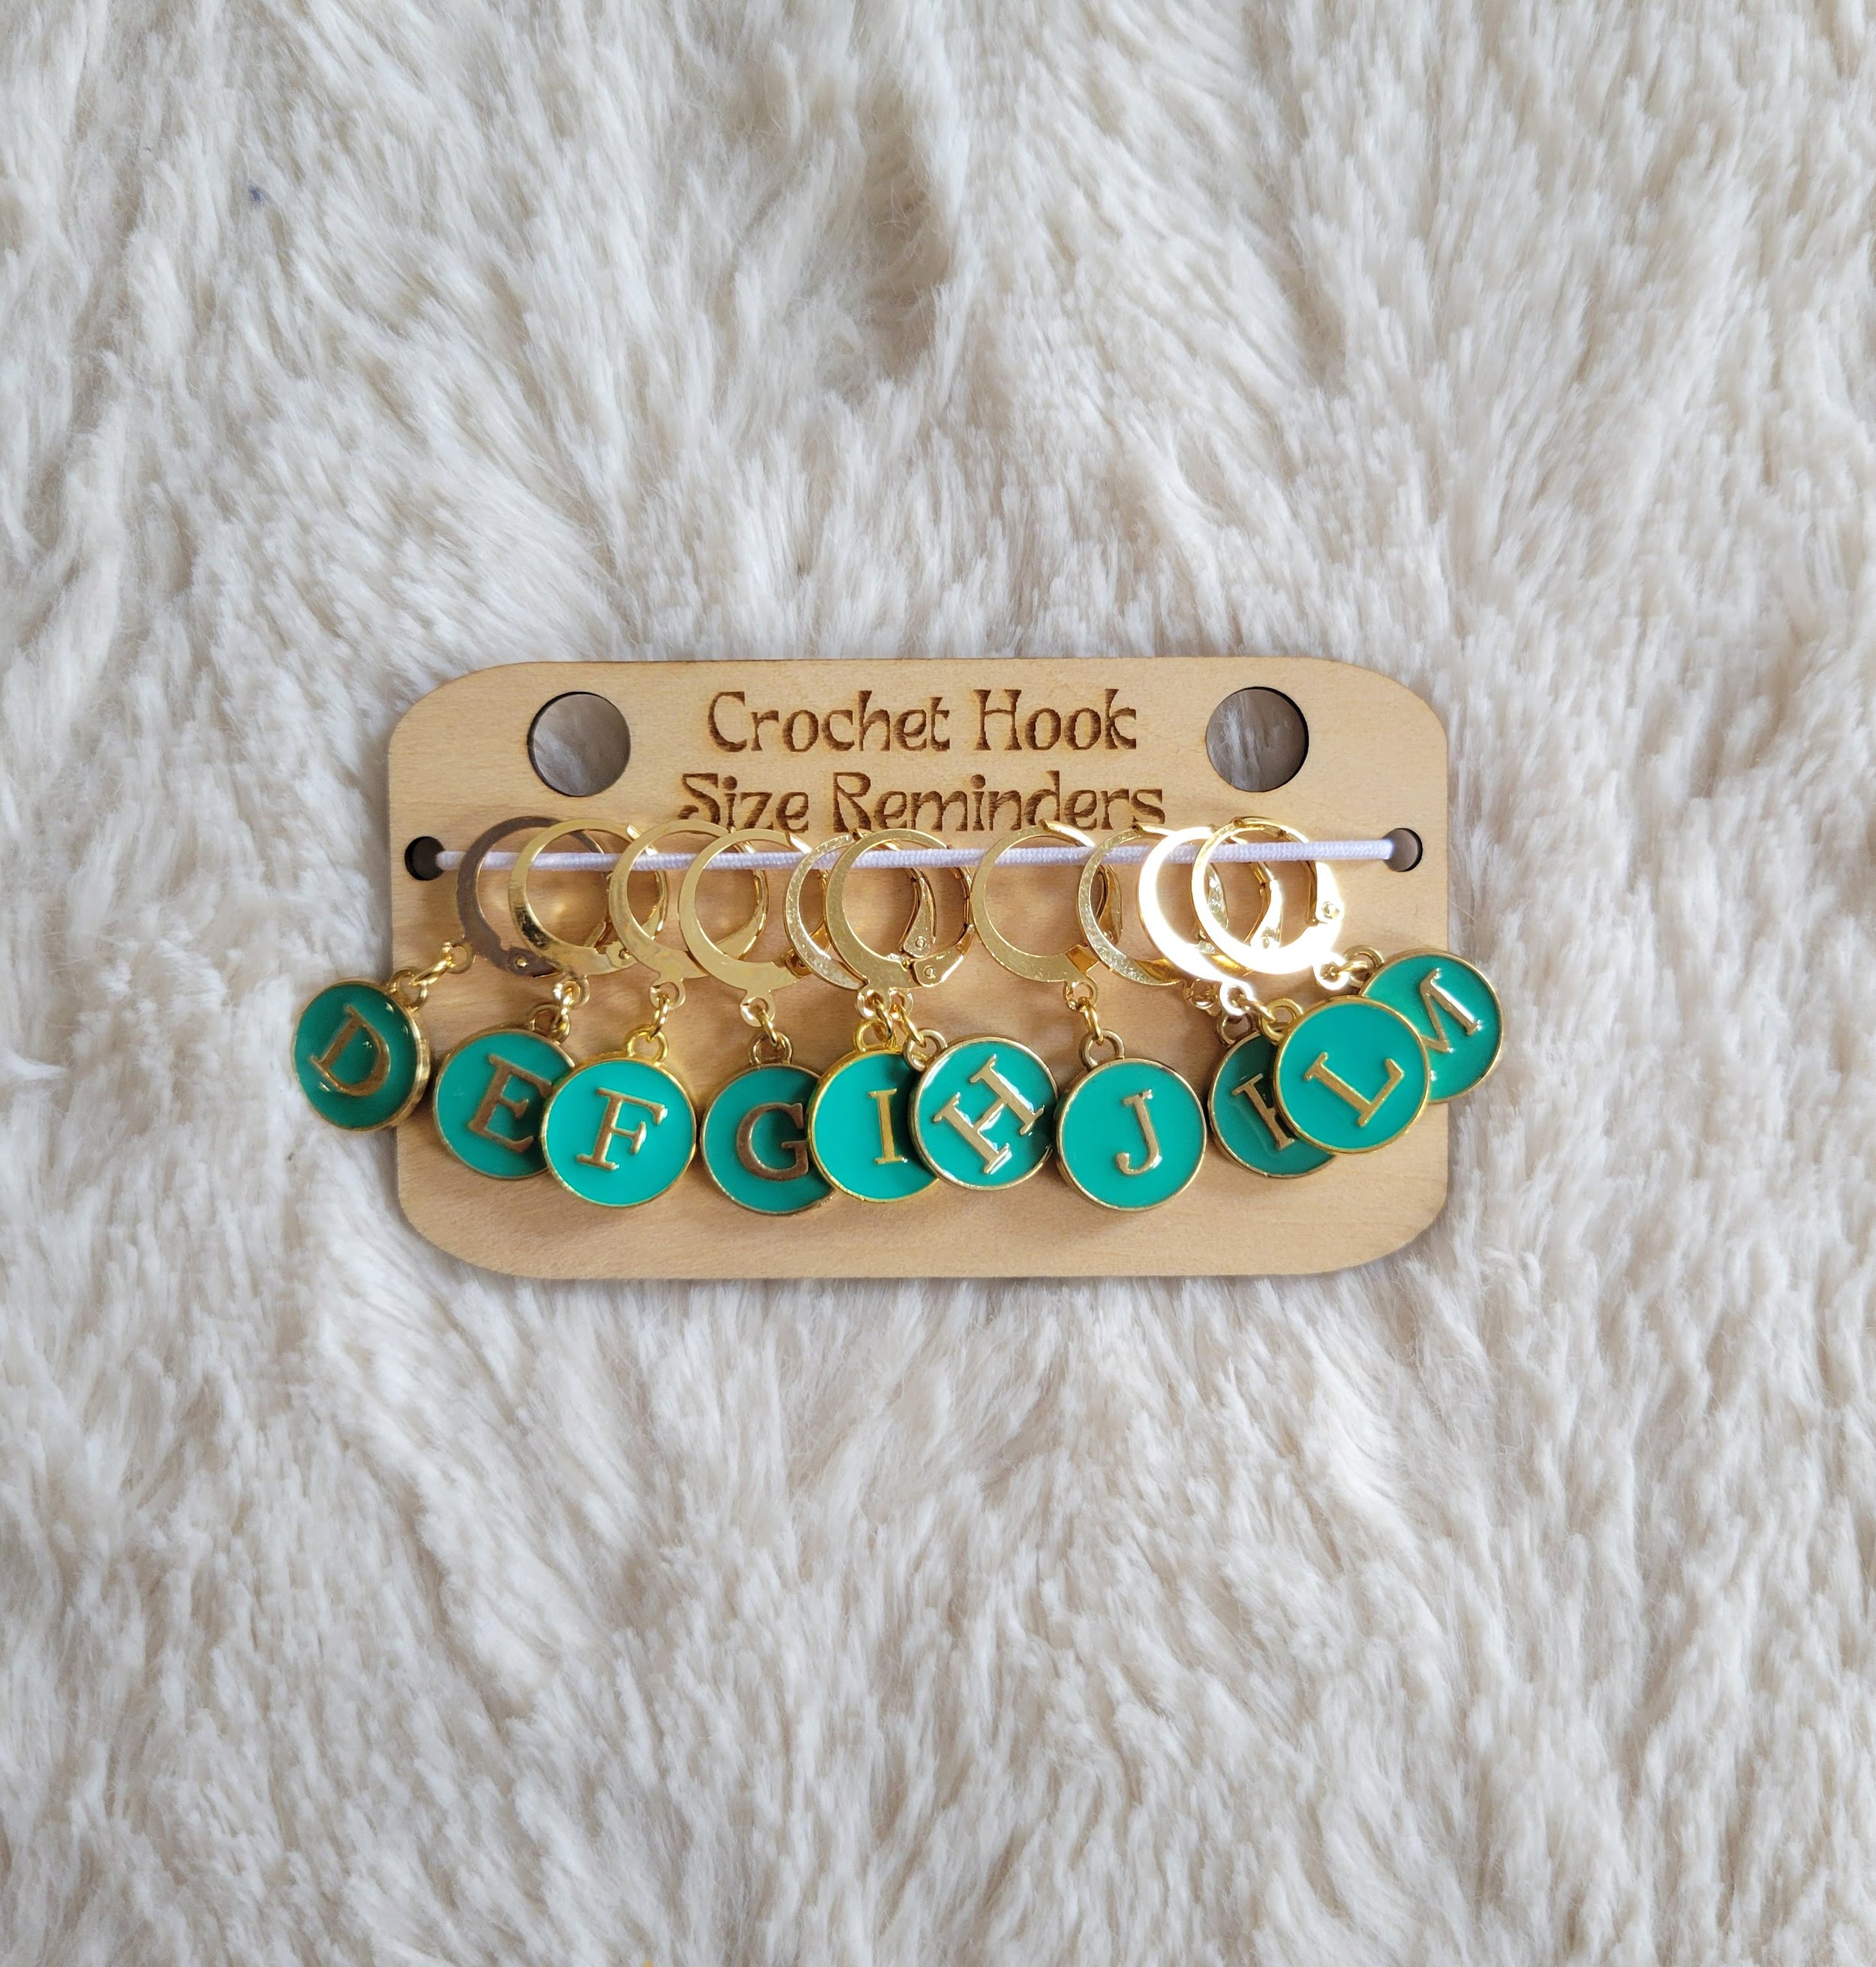 Crochet Hook
Size Reminders
D E F G I H J L M